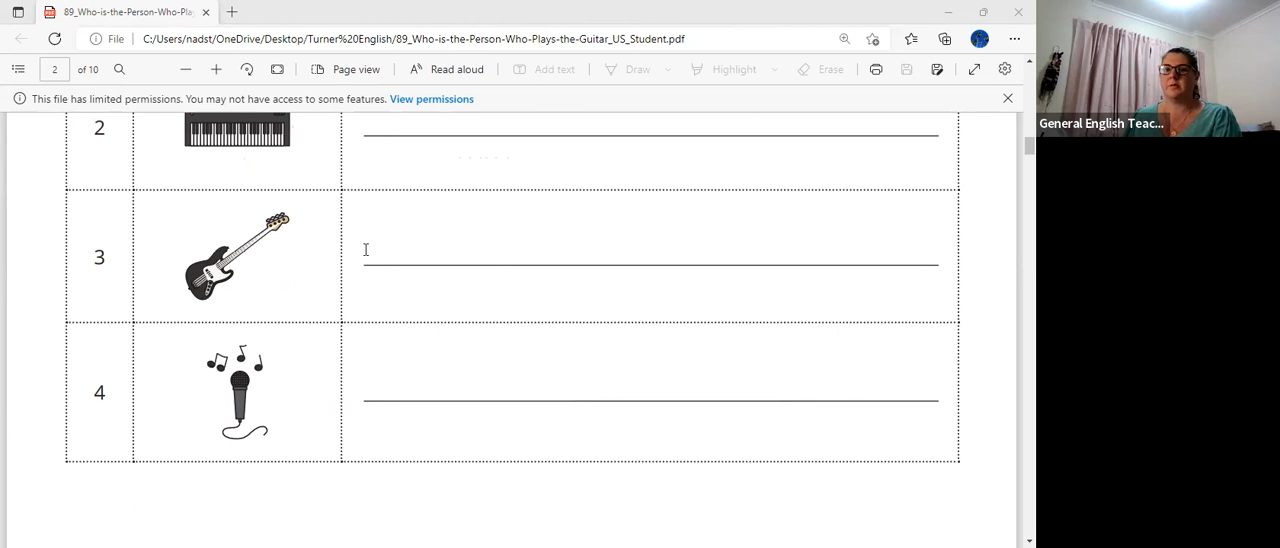 89_Who-is-the-Person-Who-Pla
File
C:/Users/nadst/OneDrive/Desktop/Turner%20English/89_Who-is-the-Person-Who-Plays-the-Guitar_US_Student.pdf
2 of 10
Page view
Read aloud
Add text
Draw
Highlight
Erase
This file has limited permissions. You may not have access to some features. View permissions
General English Teac...
2
3
4